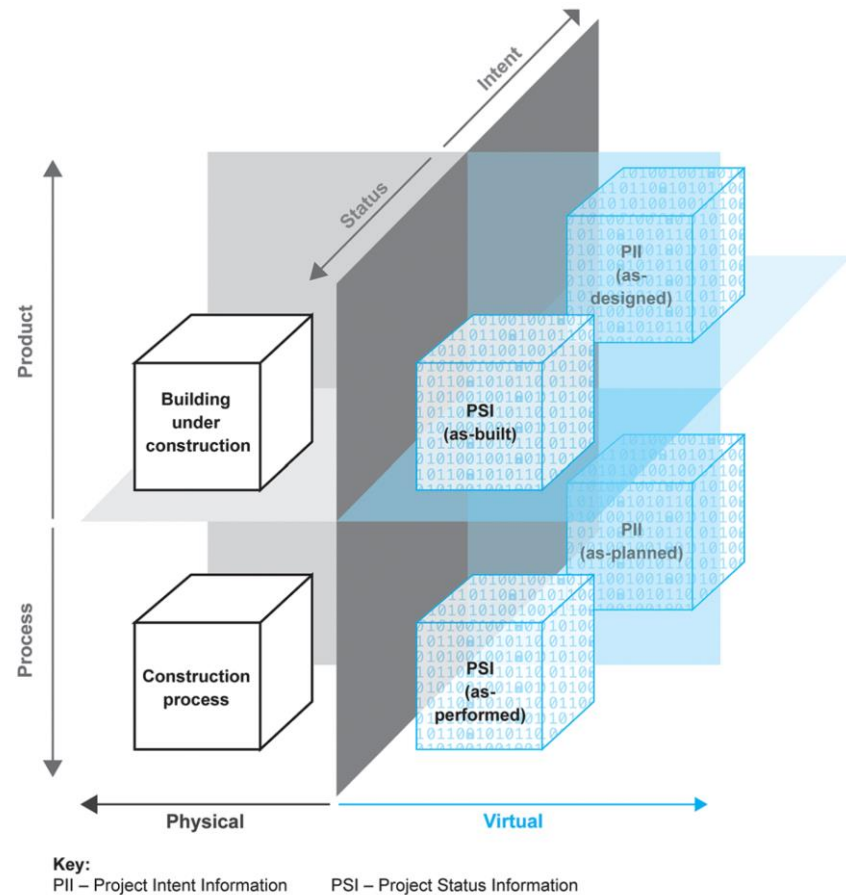 Intent
Status
Product
Process
PII
(as-
designed)
Building
under
construction
PSI
(as-built)
PII
(as-planned)
Construction
process
PSI
(as-
performed)
Physical
Virtual
Key:
PII – Project Intent Information PSI – Project Status Information